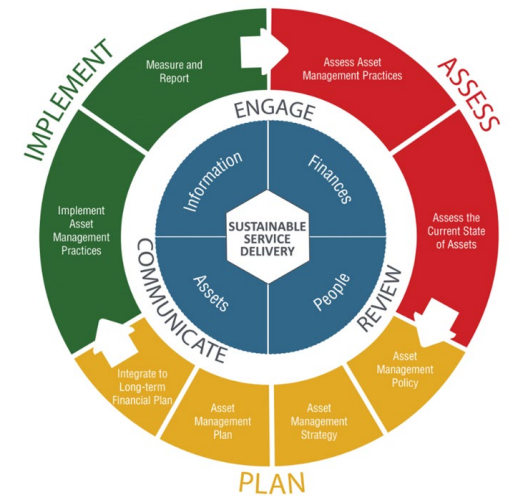 IMPLEMENT
ASSESS
PLAN
Measure and
Report
Assess Asset
Management Practices
Assess the
Current State
of Assets
Asset
Management
Policy
Asset
Management
Strategy
Asset
Management
Plan
Integrate to
Long-term
Financial Plan
Implement
Asset
Management
Practices
ENGAGE
REVIEW
COMMUNICATE
Information
Finances
People
Assets
SUSTAINABLE
SERVICE
DELIVERY